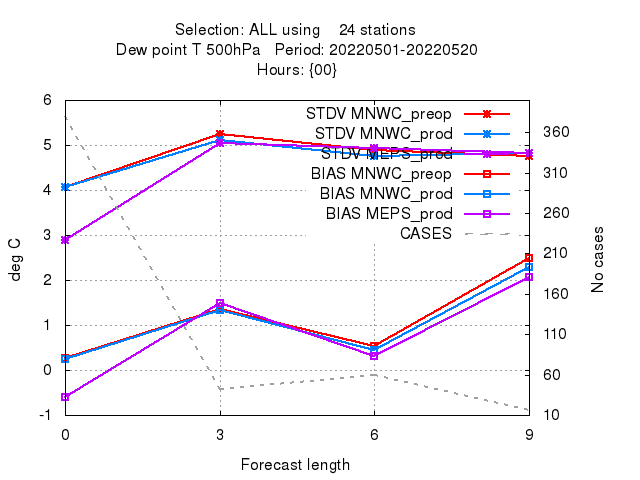 Selection: ALL using    24 stations
Dew point T 500hPa   Period: 20220501-20220520
Hours: {00}
6
5
4
3
2
1
0
-1
deg C
STDV MNWC_preop
STDV MNWC_prod
STDV MEPS_prod
BIAS MNWC_preop
BIAS MNWC_prod
BIAS MEPS_prod
CASES
360
310
260
210
160
110
60
10
No cases
0 3 6 9
Forecast length